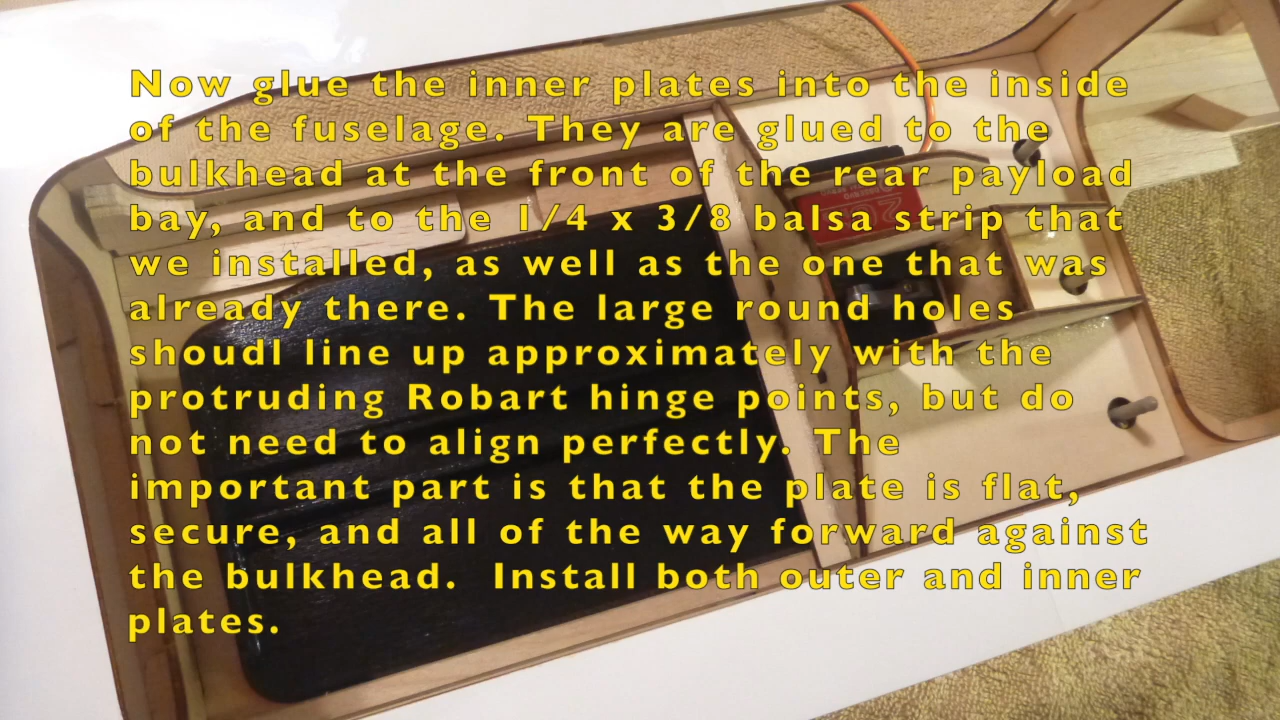 Now glue the inner plates into the inside
of the fuselage. They are glued to the
bulkhead at the front of the rear payload
bay, and to the 1/4 x 3/8 balsa strip that
we installed, as well as the one that was
already there. The large round holes
shoudl line up approximately with the
protruding Robart hinge points, but do
not need to align perfectly. The
important part is that the plate is flat,
secure, and all of the way forward against
the bulkhead. Install both outer and inner
plates.